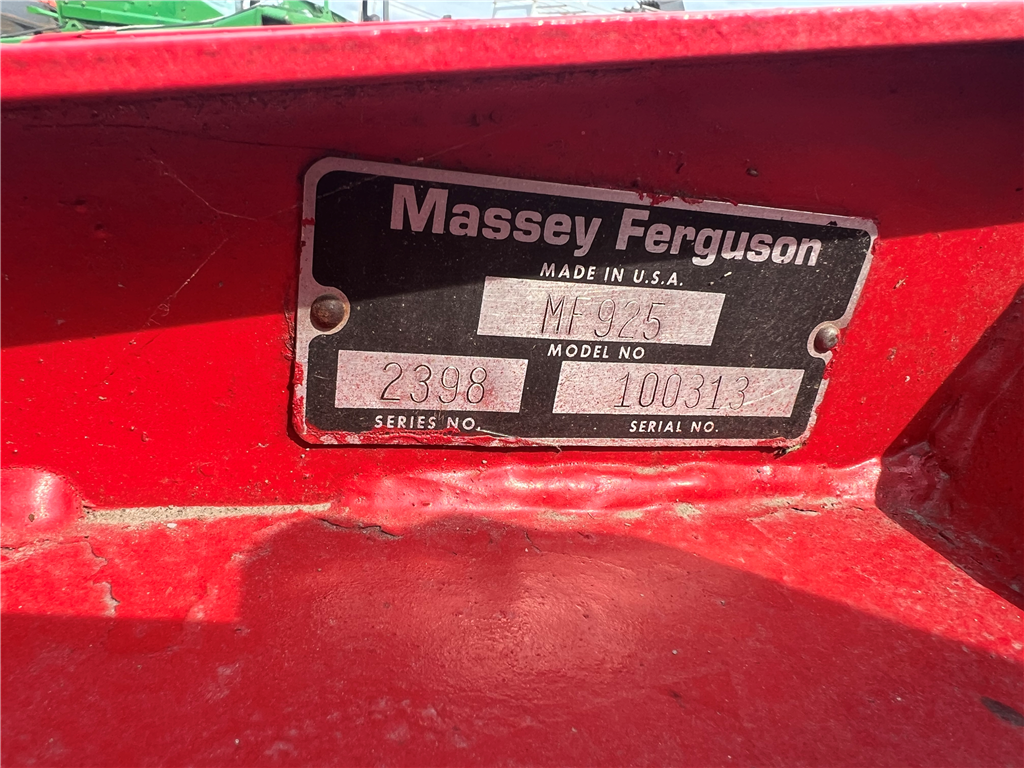 Massey Ferguson
MADE IN U.S.A.
MF925
MODEL NO
2398 100313
SERIES NO. SERIAL NO.